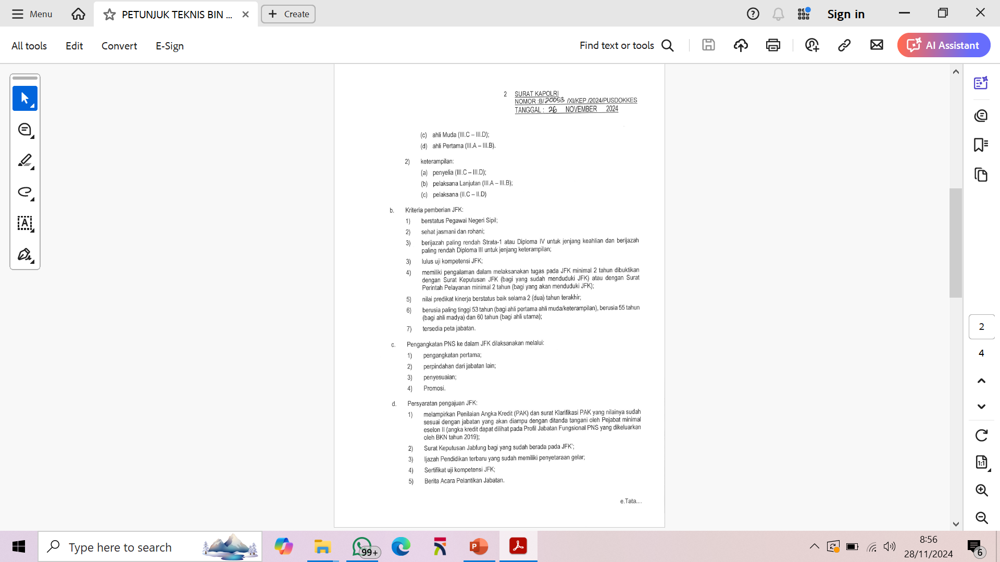 Menu
PETUNJUK TEKNIS BIN ...
Create
Sign in
All tools
Edit
Convert
E-Sign
Find text or tools
AI Assistant
2 SURAT KAPOLRI
NOMOR :B/20053 /XI/KEP./2024/PUSDOKKES
TANGGAL : 26 NOVEMBER 2024
(c) ahli Muda (III.C – III.D);
(d) ahli Pertama (III.A – III.B).
2) keterampilan:
(a) penyelia (III.C – III.D);
(b) pelaksana Lanjutan (III.A – III.B);
(c) pelaksana (II.C – II.D)
b. Kriteria pemberian JFK:
1) berstatus Pegawai Negeri Sipil;
2) sehat jasmani dan rohani;
3) berijazah paling rendah Strata-1 atau Diploma IV untuk jenjang keahlian dan berijazah
paling rendah Diploma III untuk jenjang keterampilan;
3) lulus uji kompetensi JFK;
4) memiliki pengalaman dalam melaksanakan tugas pada JFK minimal 2 tahun dibuktikan
dengan Surat Keputusan JFK (bagi yang sudah menduduki JFK) atau dengan Surat
Perintah Pelayanan minimal 2 tahun (bagi yang akan menduduki JFK);
5) nilai predikat kinerja berstatus baik selama 2 (dua) tahun terakhir;
6) berusia paling tinggi 53 tahun (bagi ahli pertama ahli muda/keterampilan), berusia 55 tahun
(bagi ahli madya) dan 60 tahun (bagi ahli utama);
7) tersedia peta jabatan.
c. Pengangkatan PNS ke dalam JFK dilaksanakan melalui:
1) pengangkatan pertama;
2) perpindahan dari jabatan lain;
3) penyesuaian;
4) Promosi.
d. Persyaratan pengajuan JFK:
1) melampirkan Penilaian Angka Kredit (PAK) dan surat Klarifikasi PAK yang nilainya sudah
sesuai dengan jabatan yang akan diampu dengan ditanda tangani oleh Pejabat minimal
eselon II (angka kredit dapat dilihat pada Profil Jabatan Fungsional PNS yang dikeluarkan
oleh BKN tahun 2019);
2) Surat Keputusan Jabfung bagi yang sudah berada pada JFK';
3) Ijazah Pendidikan terbaru yang sudah memiliki penyetaraan gelar;
4) Sertifikat uji kompetensi JFK;
5) Berita Acara Pelantikan Jabatan.
e.Tata....
2
4
1:1
Type here to search
99+
P
8:56
28/11/2024
6